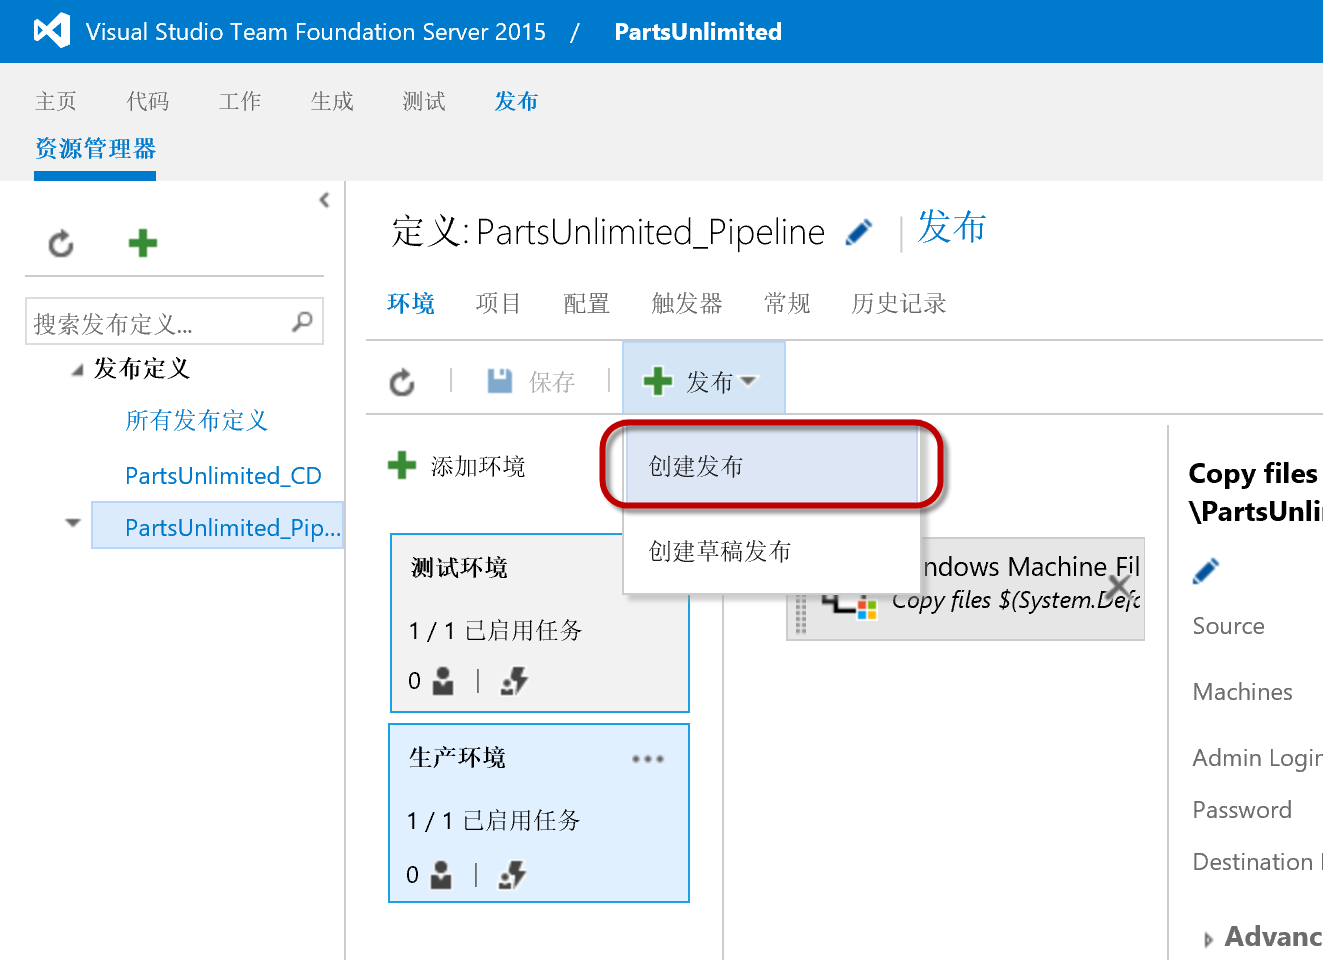 Visual Studio Team Foundation Server 2015 / PartsUnlimited
主页 代码 工作 生成 测试 发布
资源管理器
定义: PartsUnlimited_Pipeline | 发布
环境 项目 配置 触发器 常规 历史记录
搜索发布定义...
发布定义
所有发布定义
PartsUnlimited_CD
PartsUnlimited_Pip...
保存 发布
添加环境
创建发布
创建草稿发布
测试环境
1 / 1 已启用任务
0
生产环境
1 / 1 已启用任务
0
ndows Machine Fil
Copy files $(System.Defa
Copy files
\PartsUnli
Source
Machines
Admin Login
Password
Destination
Advanc